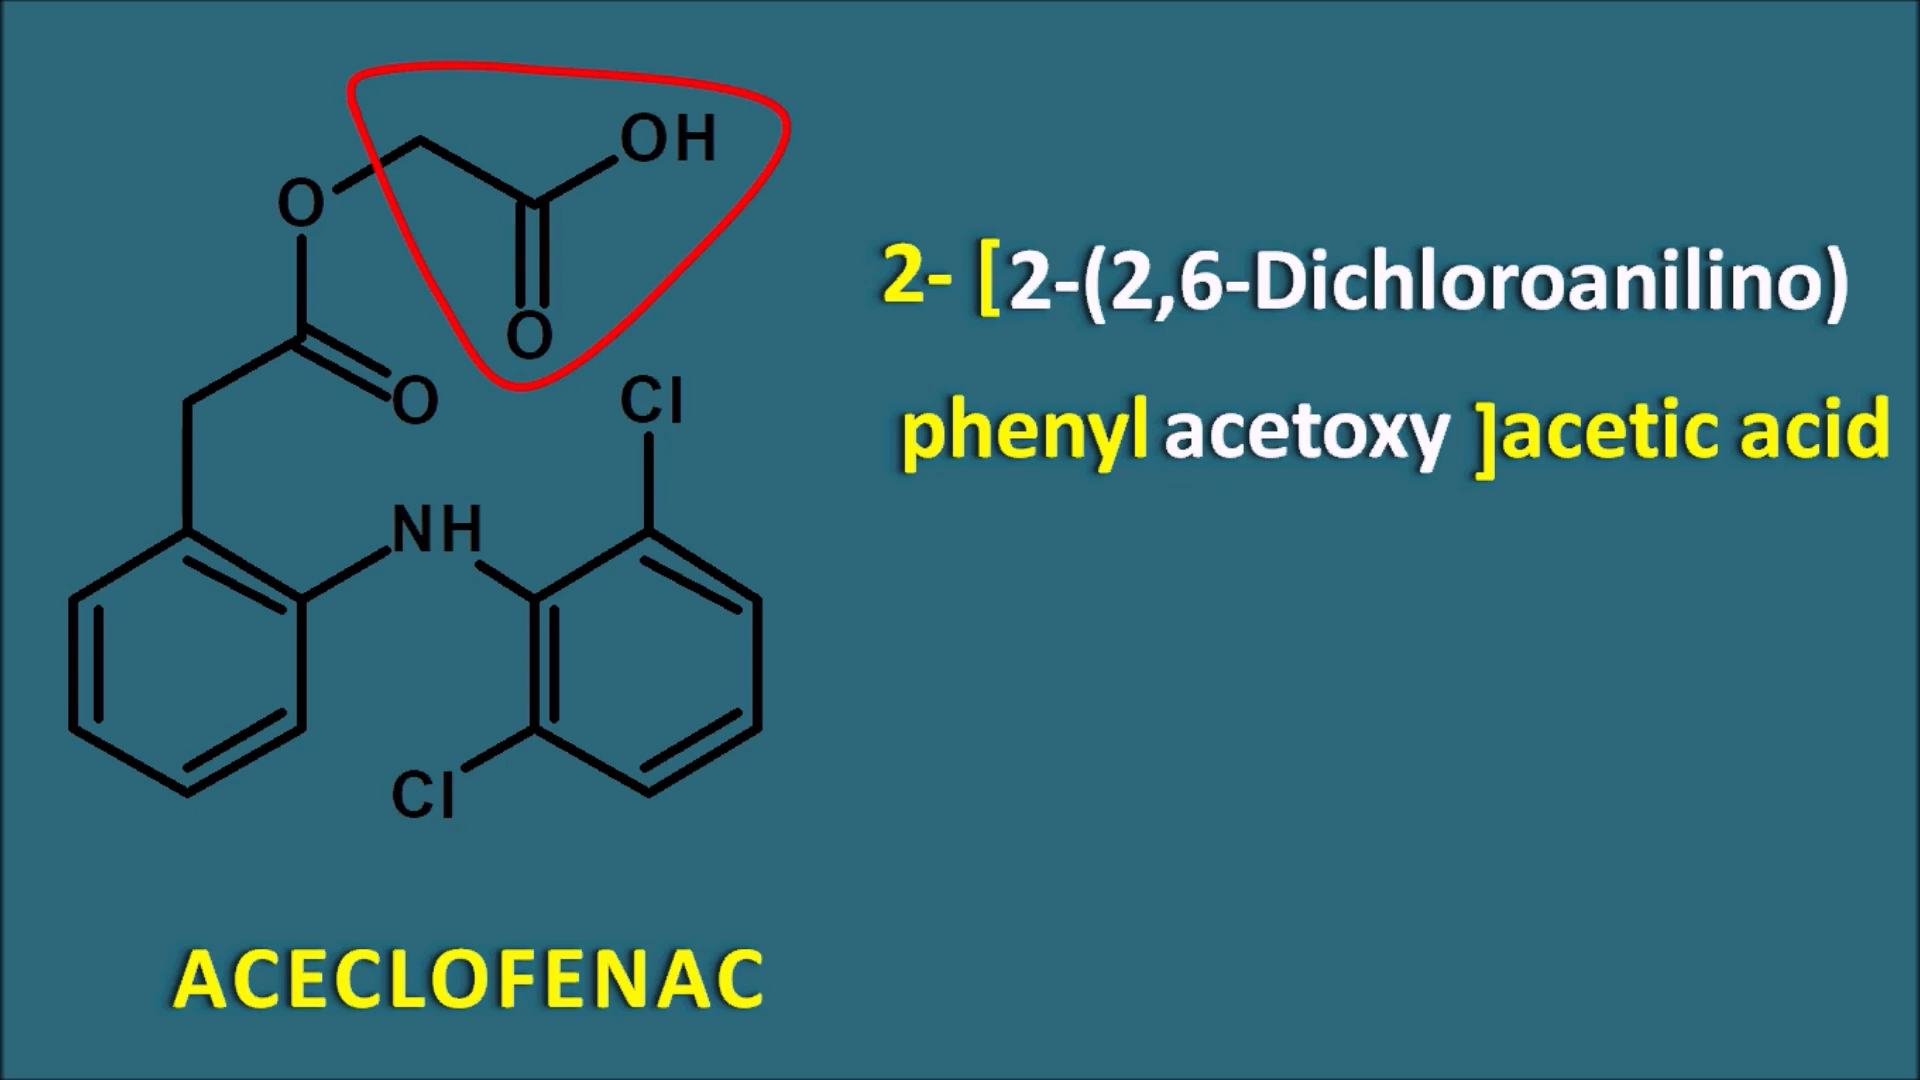 OH
O
O
O
Cl
NH
Cl
2- [2-(2,6-Dichloroanilino)
phenyl acetoxy ]acetic acid
ACECLOFENAC